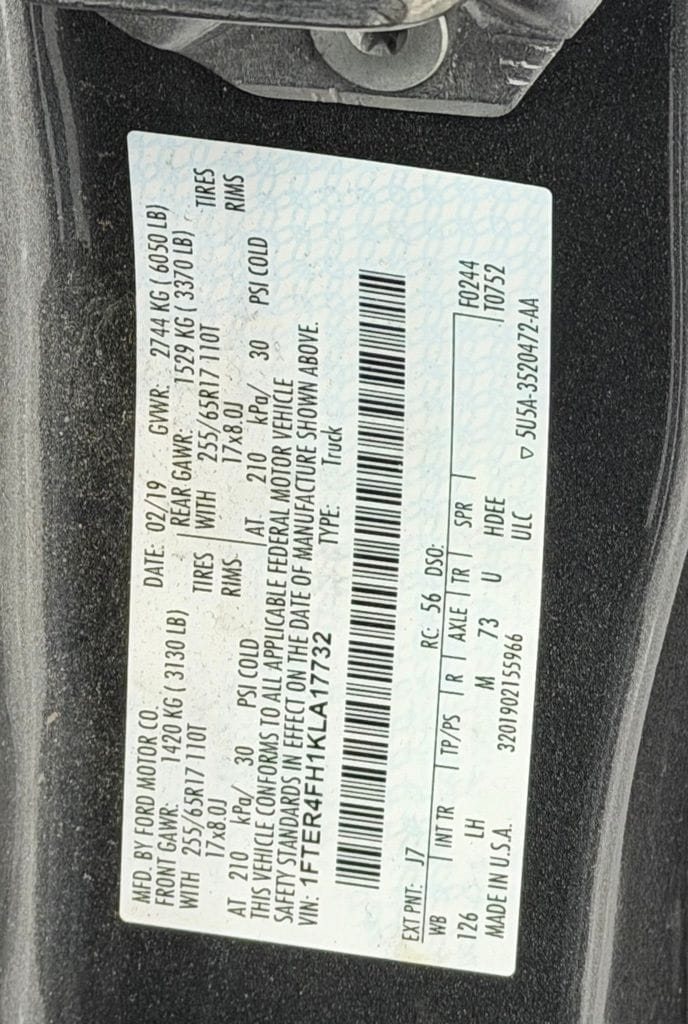 MFD. BY FORD MOTOR CO.
DATE: 02/19 GVWR: 2744 KG ( 6050 LB)
FRONT GAWR: 1420 KG ( 3130 LB) REAR GAWR: 1529 KG ( 3370 LB)
WITH 255/65R17 110T TIRES WITH 255/65R17 110T TIRES
17x8.0J RIMS 17x8.0J RIMS
AT 210 kPa/ 30 PSI COLD AT 210 kPa/ 30 PSI COLD
THIS VEHICLE CONFORMS TO ALL APPLICABLE FEDERAL MOTOR VEHICLE
SAFETY STANDARDS IN EFFECT ON THE DATE OF MANUFACTURE SHOWN ABOVE.
VIN: 1FTER4FH1KLA17732 TYPE: Truck
EXT PNT: J7 RC: 56 DSO:
WB INT TR TP/PS R AXLE TR SPR F0244
126 LH M 73 U HDEE T0752
MADE IN U.S.A. 3201902155966 ULC
▽ 5U5A-3520472-AA